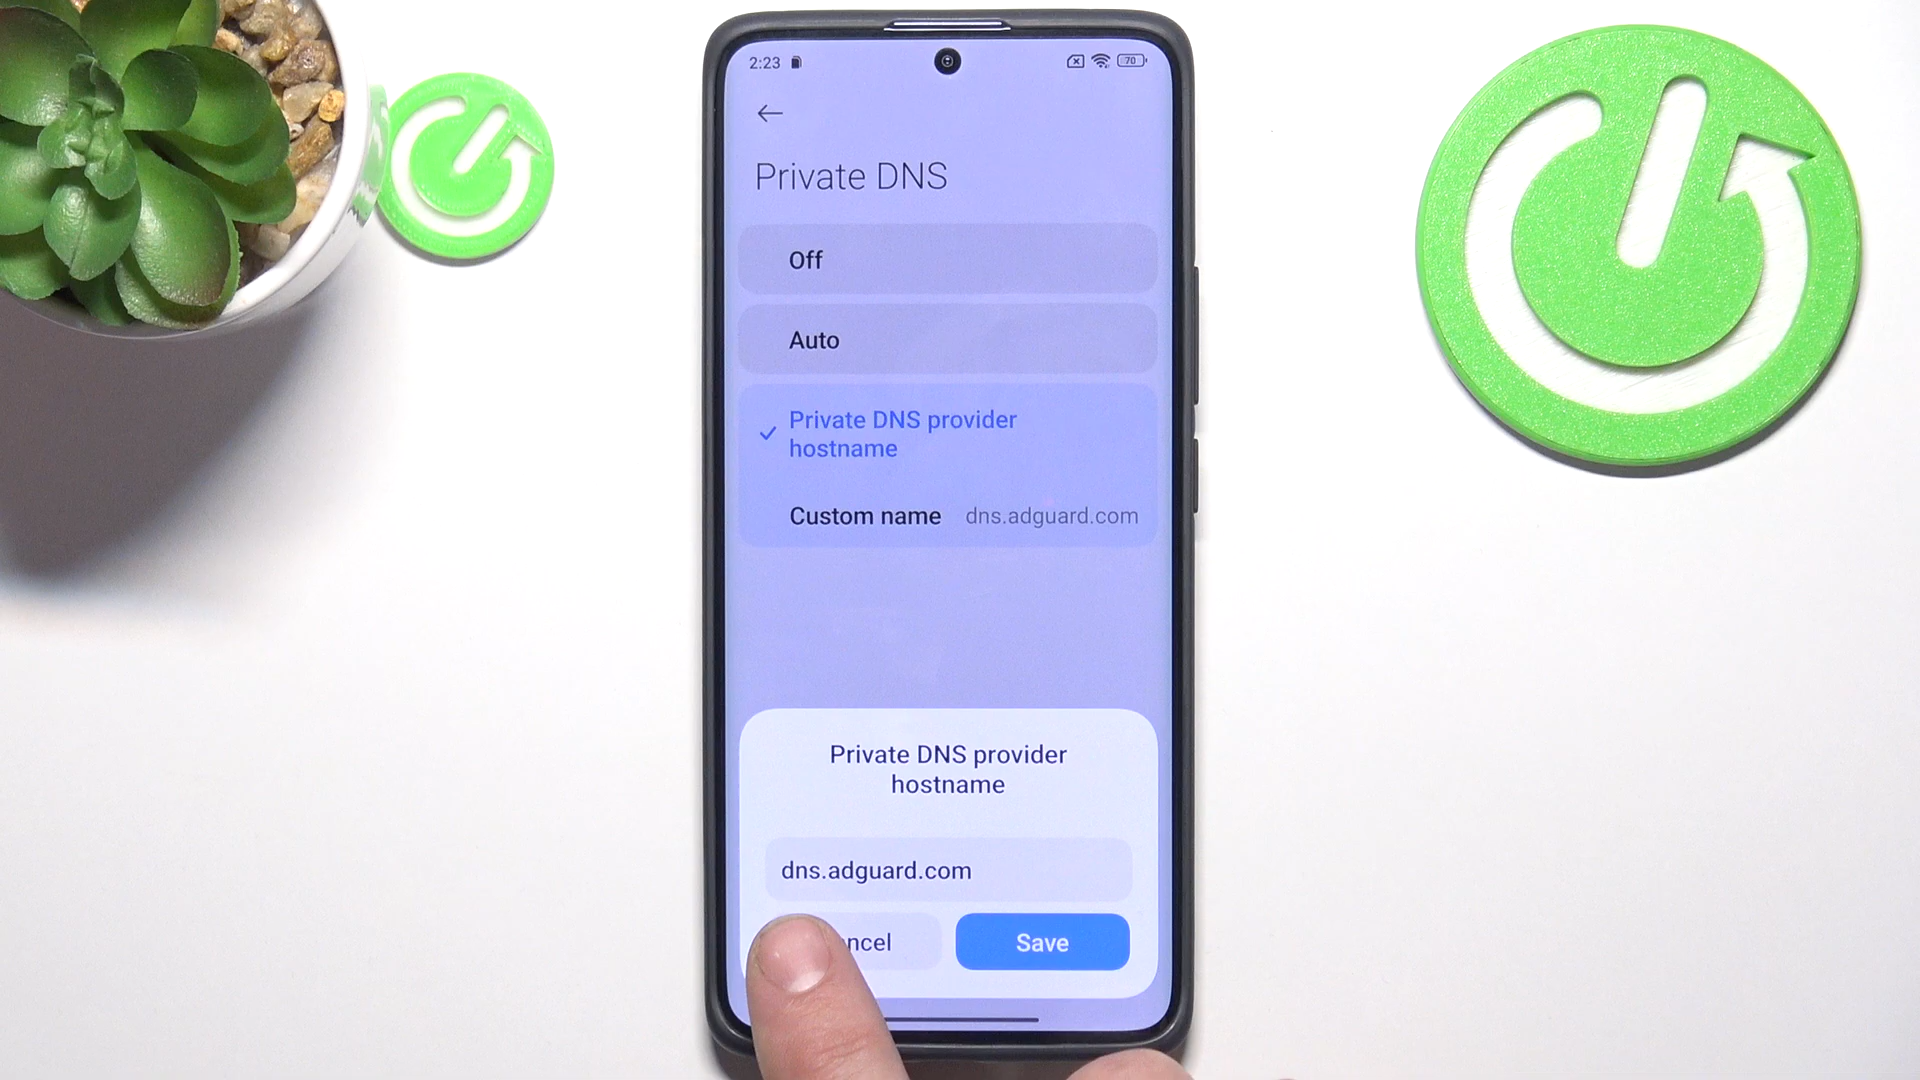 2:23
70
Private DNS
Off
Auto
Private DNS provider
hostname
Custom name dns.adguard.com
Private DNS provider
hostname
dns.adguard.com
ncel Save